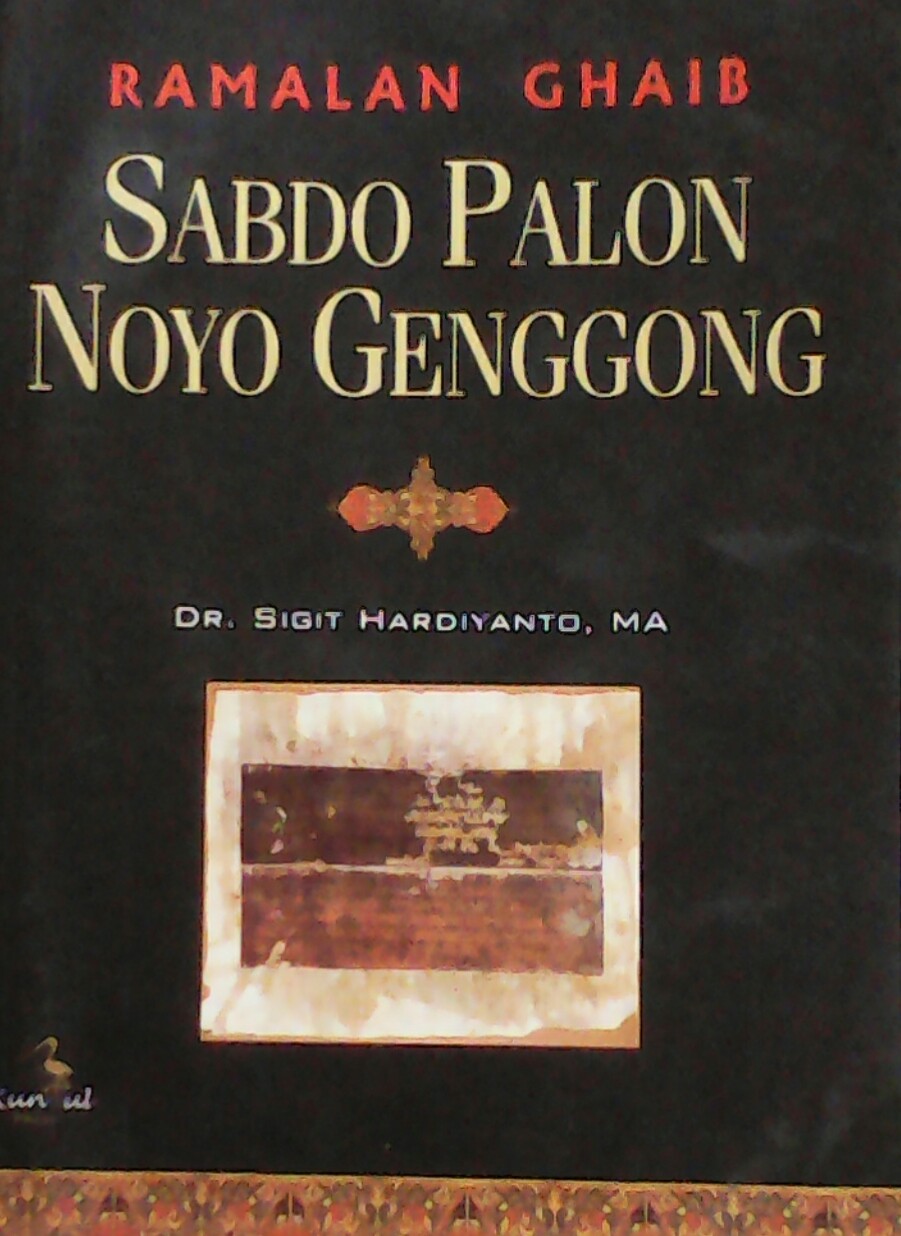 RAMALAN GHAIB
SABDO PALON
NOYO GENGGONG
DR. SIGIT HARDIYANTO, MA